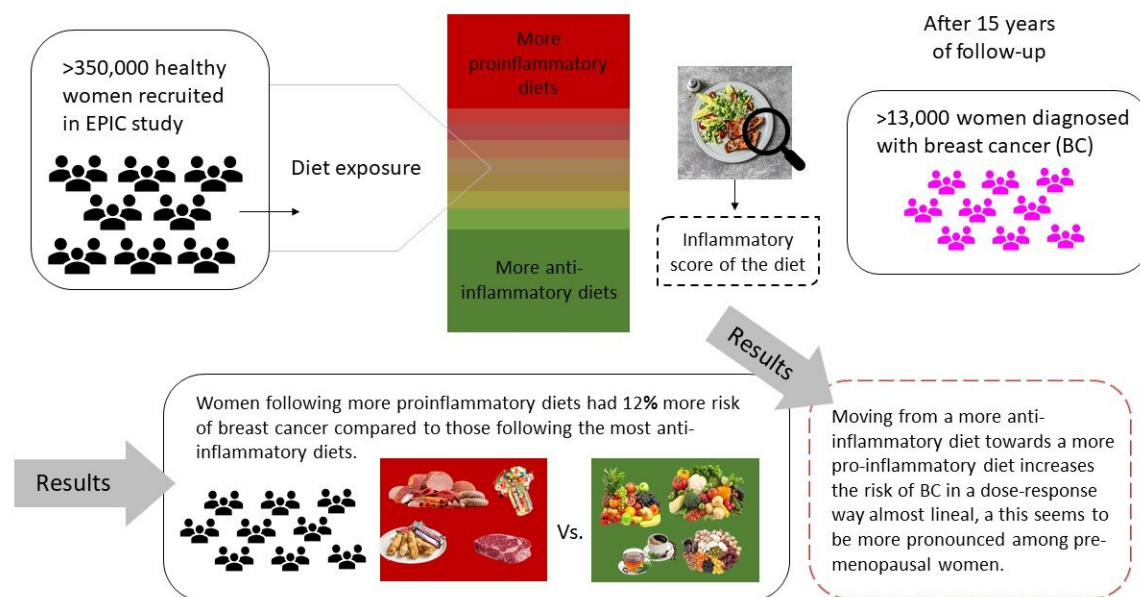 >350,000 healthy
women recruited
in EPIC study
Diet exposure
More
proinflammatory
diets
More anti-
inflammatory diets
Inflammatory
score of the diet
After 15 years
of follow-up
>13,000 women diagnosed
with breast cancer (BC)
Results
Results
Women following more proinflammatory diets had 12% more risk
of breast cancer compared to those following the most anti-
inflammatory diets.
Vs.
Moving from a more anti-
inflammatory diet towards a more
pro-inflammatory diet increases
the risk of BC in a dose-response
way almost lineal, a this seems to
be more pronounced among pre-
menopausal women.